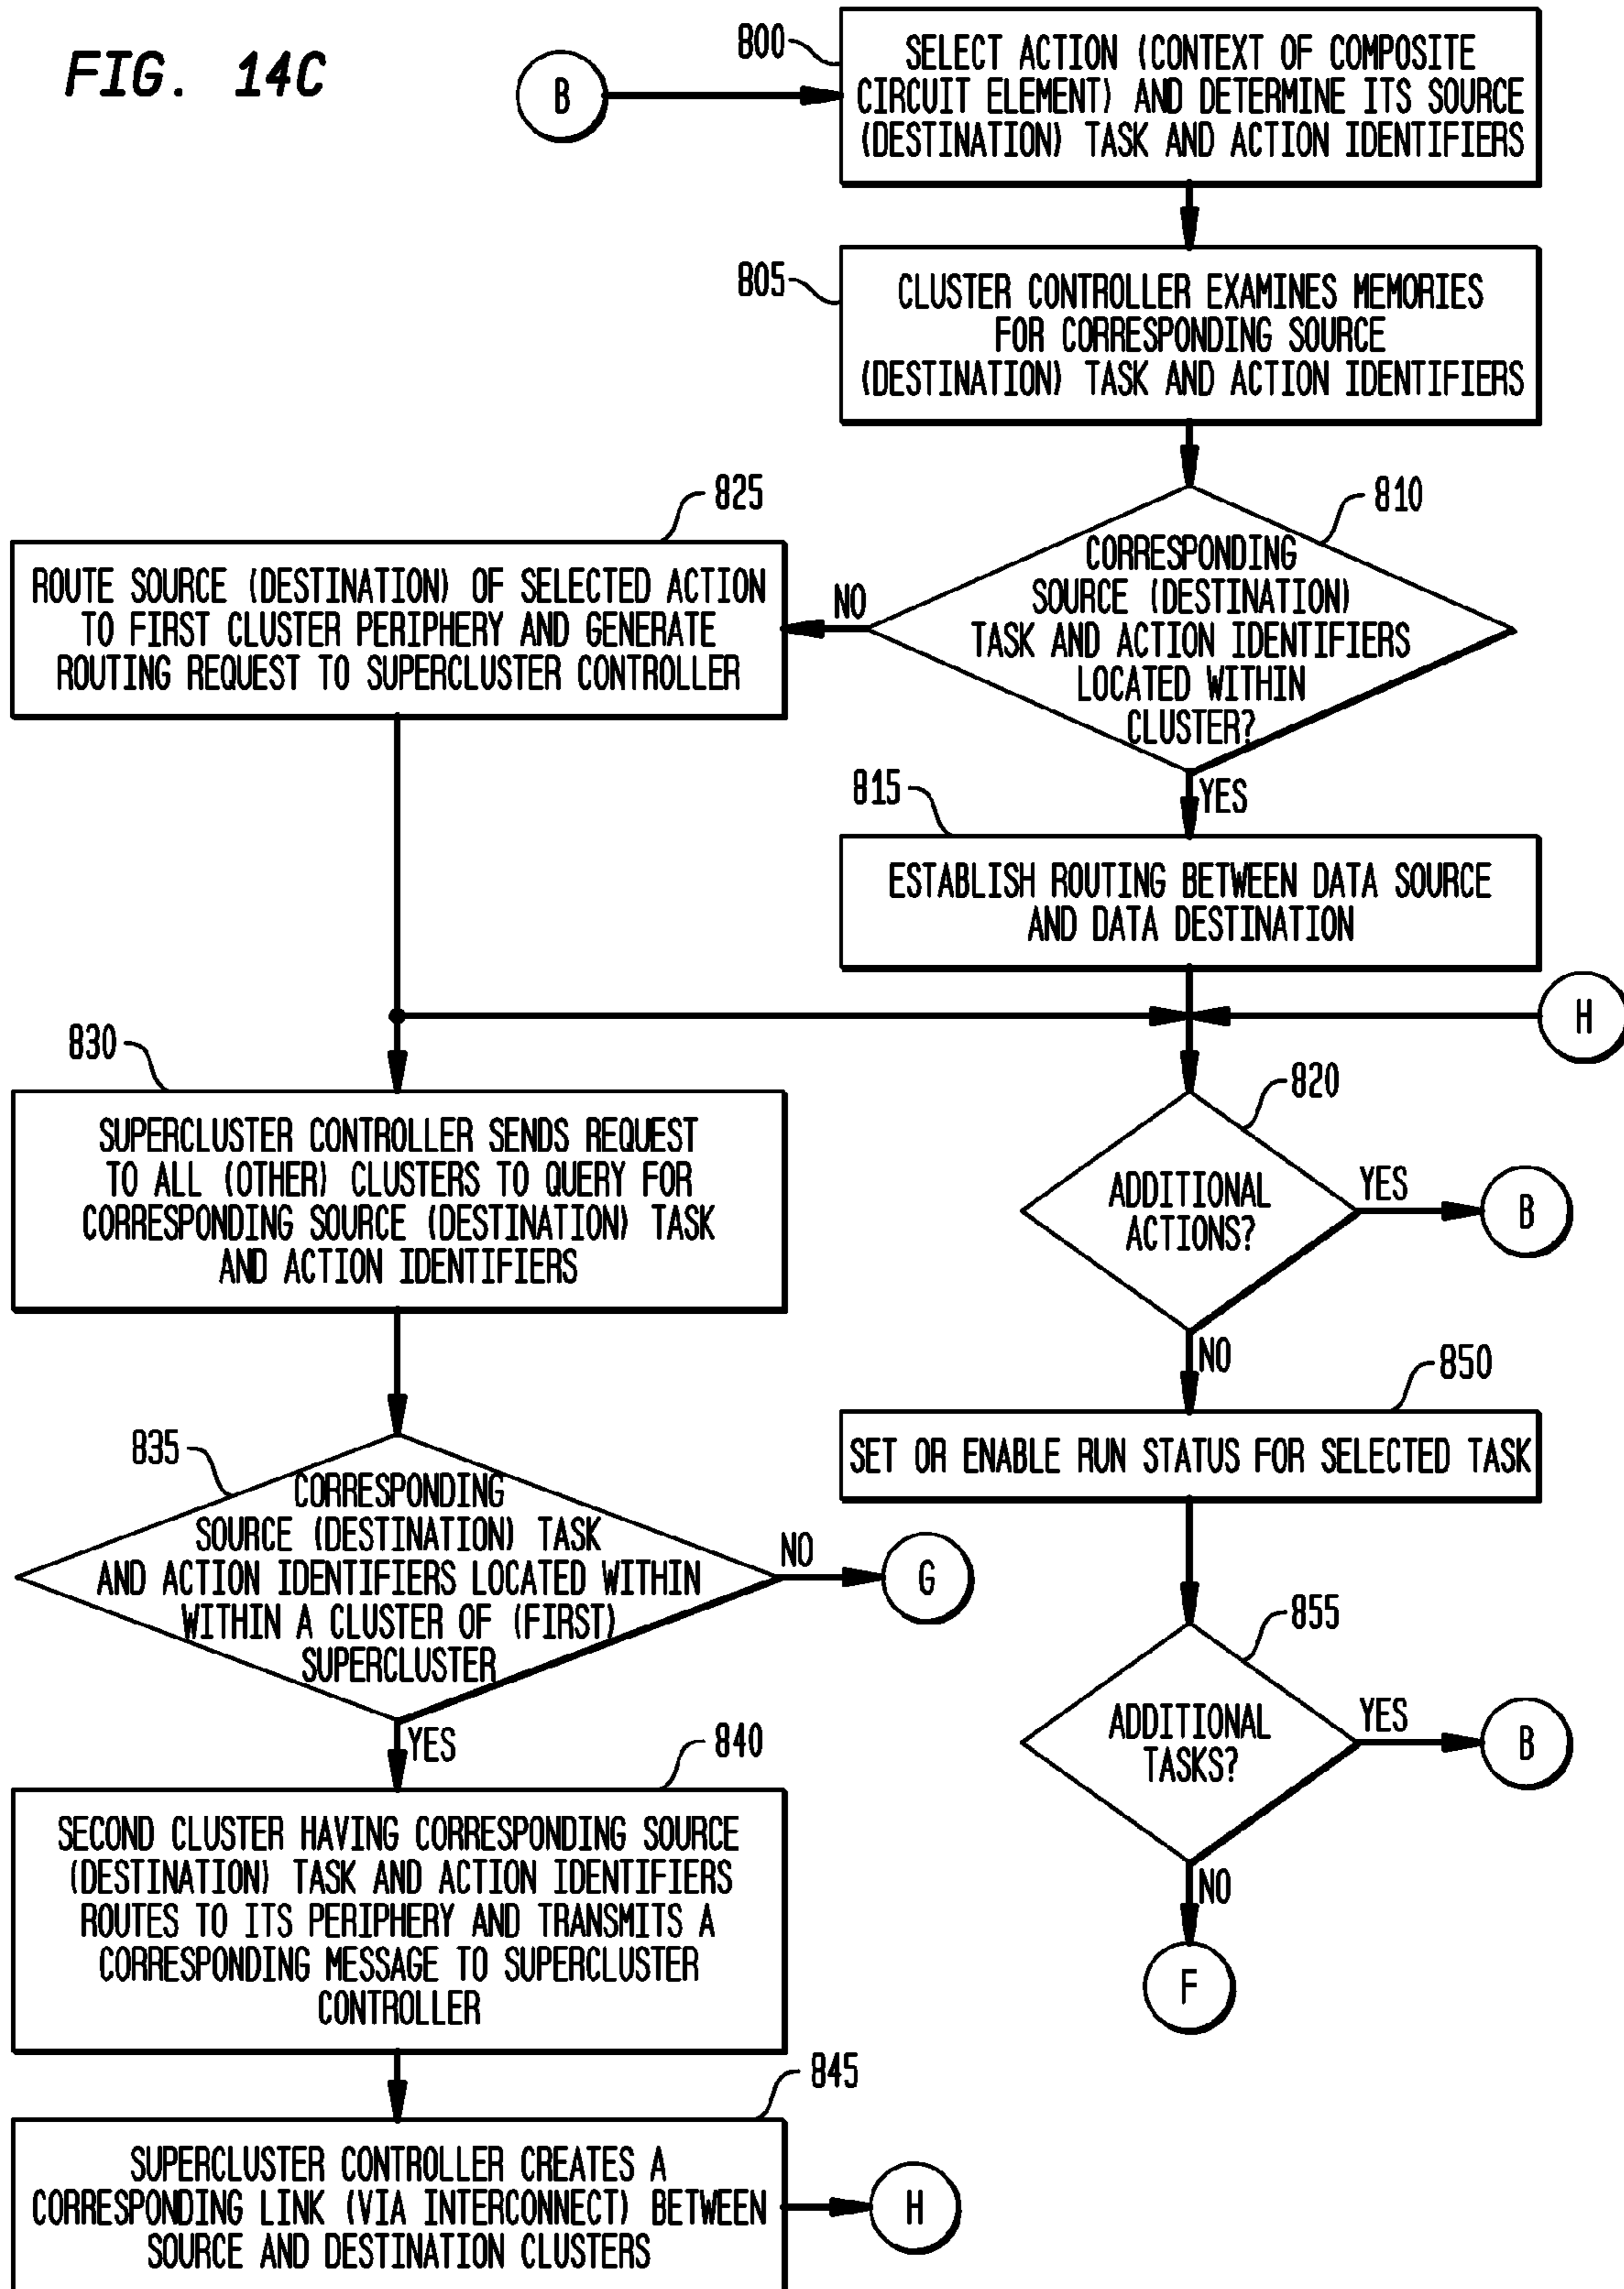 FIG. 14C
B
800
SELECT ACTION (CONTEXT OF COMPOSITE
CIRCUIT ELEMENT) AND DETERMINE ITS SOURCE
(DESTINATION) TASK AND ACTION IDENTIFIERS
805
CLUSTER CONTROLLER EXAMINES MEMORIES
FOR CORRESPONDING SOURCE
(DESTINATION) TASK AND ACTION IDENTIFIERS
810
CORRESPONDING
SOURCE (DESTINATION)
TASK AND ACTION IDENTIFIERS
LOCATED WITHIN
CLUSTER?
NO
825
ROUTE SOURCE (DESTINATION) OF SELECTED ACTION
TO FIRST CLUSTER PERIPHERY AND GENERATE
ROUTING REQUEST TO SUPERCLUSTER CONTROLLER
YES
815
ESTABLISH ROUTING BETWEEN DATA SOURCE
AND DATA DESTINATION
H
830
SUPERCLUSTER CONTROLLER SENDS REQUEST
TO ALL (OTHER) CLUSTERS TO QUERY FOR
CORRESPONDING SOURCE (DESTINATION) TASK
AND ACTION IDENTIFIERS
820
ADDITIONAL
ACTIONS?
YES
B
NO
850
SET OR ENABLE RUN STATUS FOR SELECTED TASK
835
CORRESPONDING
SOURCE (DESTINATION) TASK
AND ACTION IDENTIFIERS LOCATED WITHIN
WITHIN A CLUSTER OF (FIRST)
SUPERCLUSTER
NO
G
855
ADDITIONAL
TASKS?
YES
B
NO
F
YES
840
SECOND CLUSTER HAVING CORRESPONDING SOURCE
(DESTINATION) TASK AND ACTION IDENTIFIERS
ROUTES TO ITS PERIPHERY AND TRANSMITS A
CORRESPONDING MESSAGE TO SUPERCLUSTER
CONTROLLER
845
SUPERCLUSTER CONTROLLER CREATES A
CORRESPONDING LINK (VIA INTERCONNECT) BETWEEN
SOURCE AND DESTINATION CLUSTERS
H